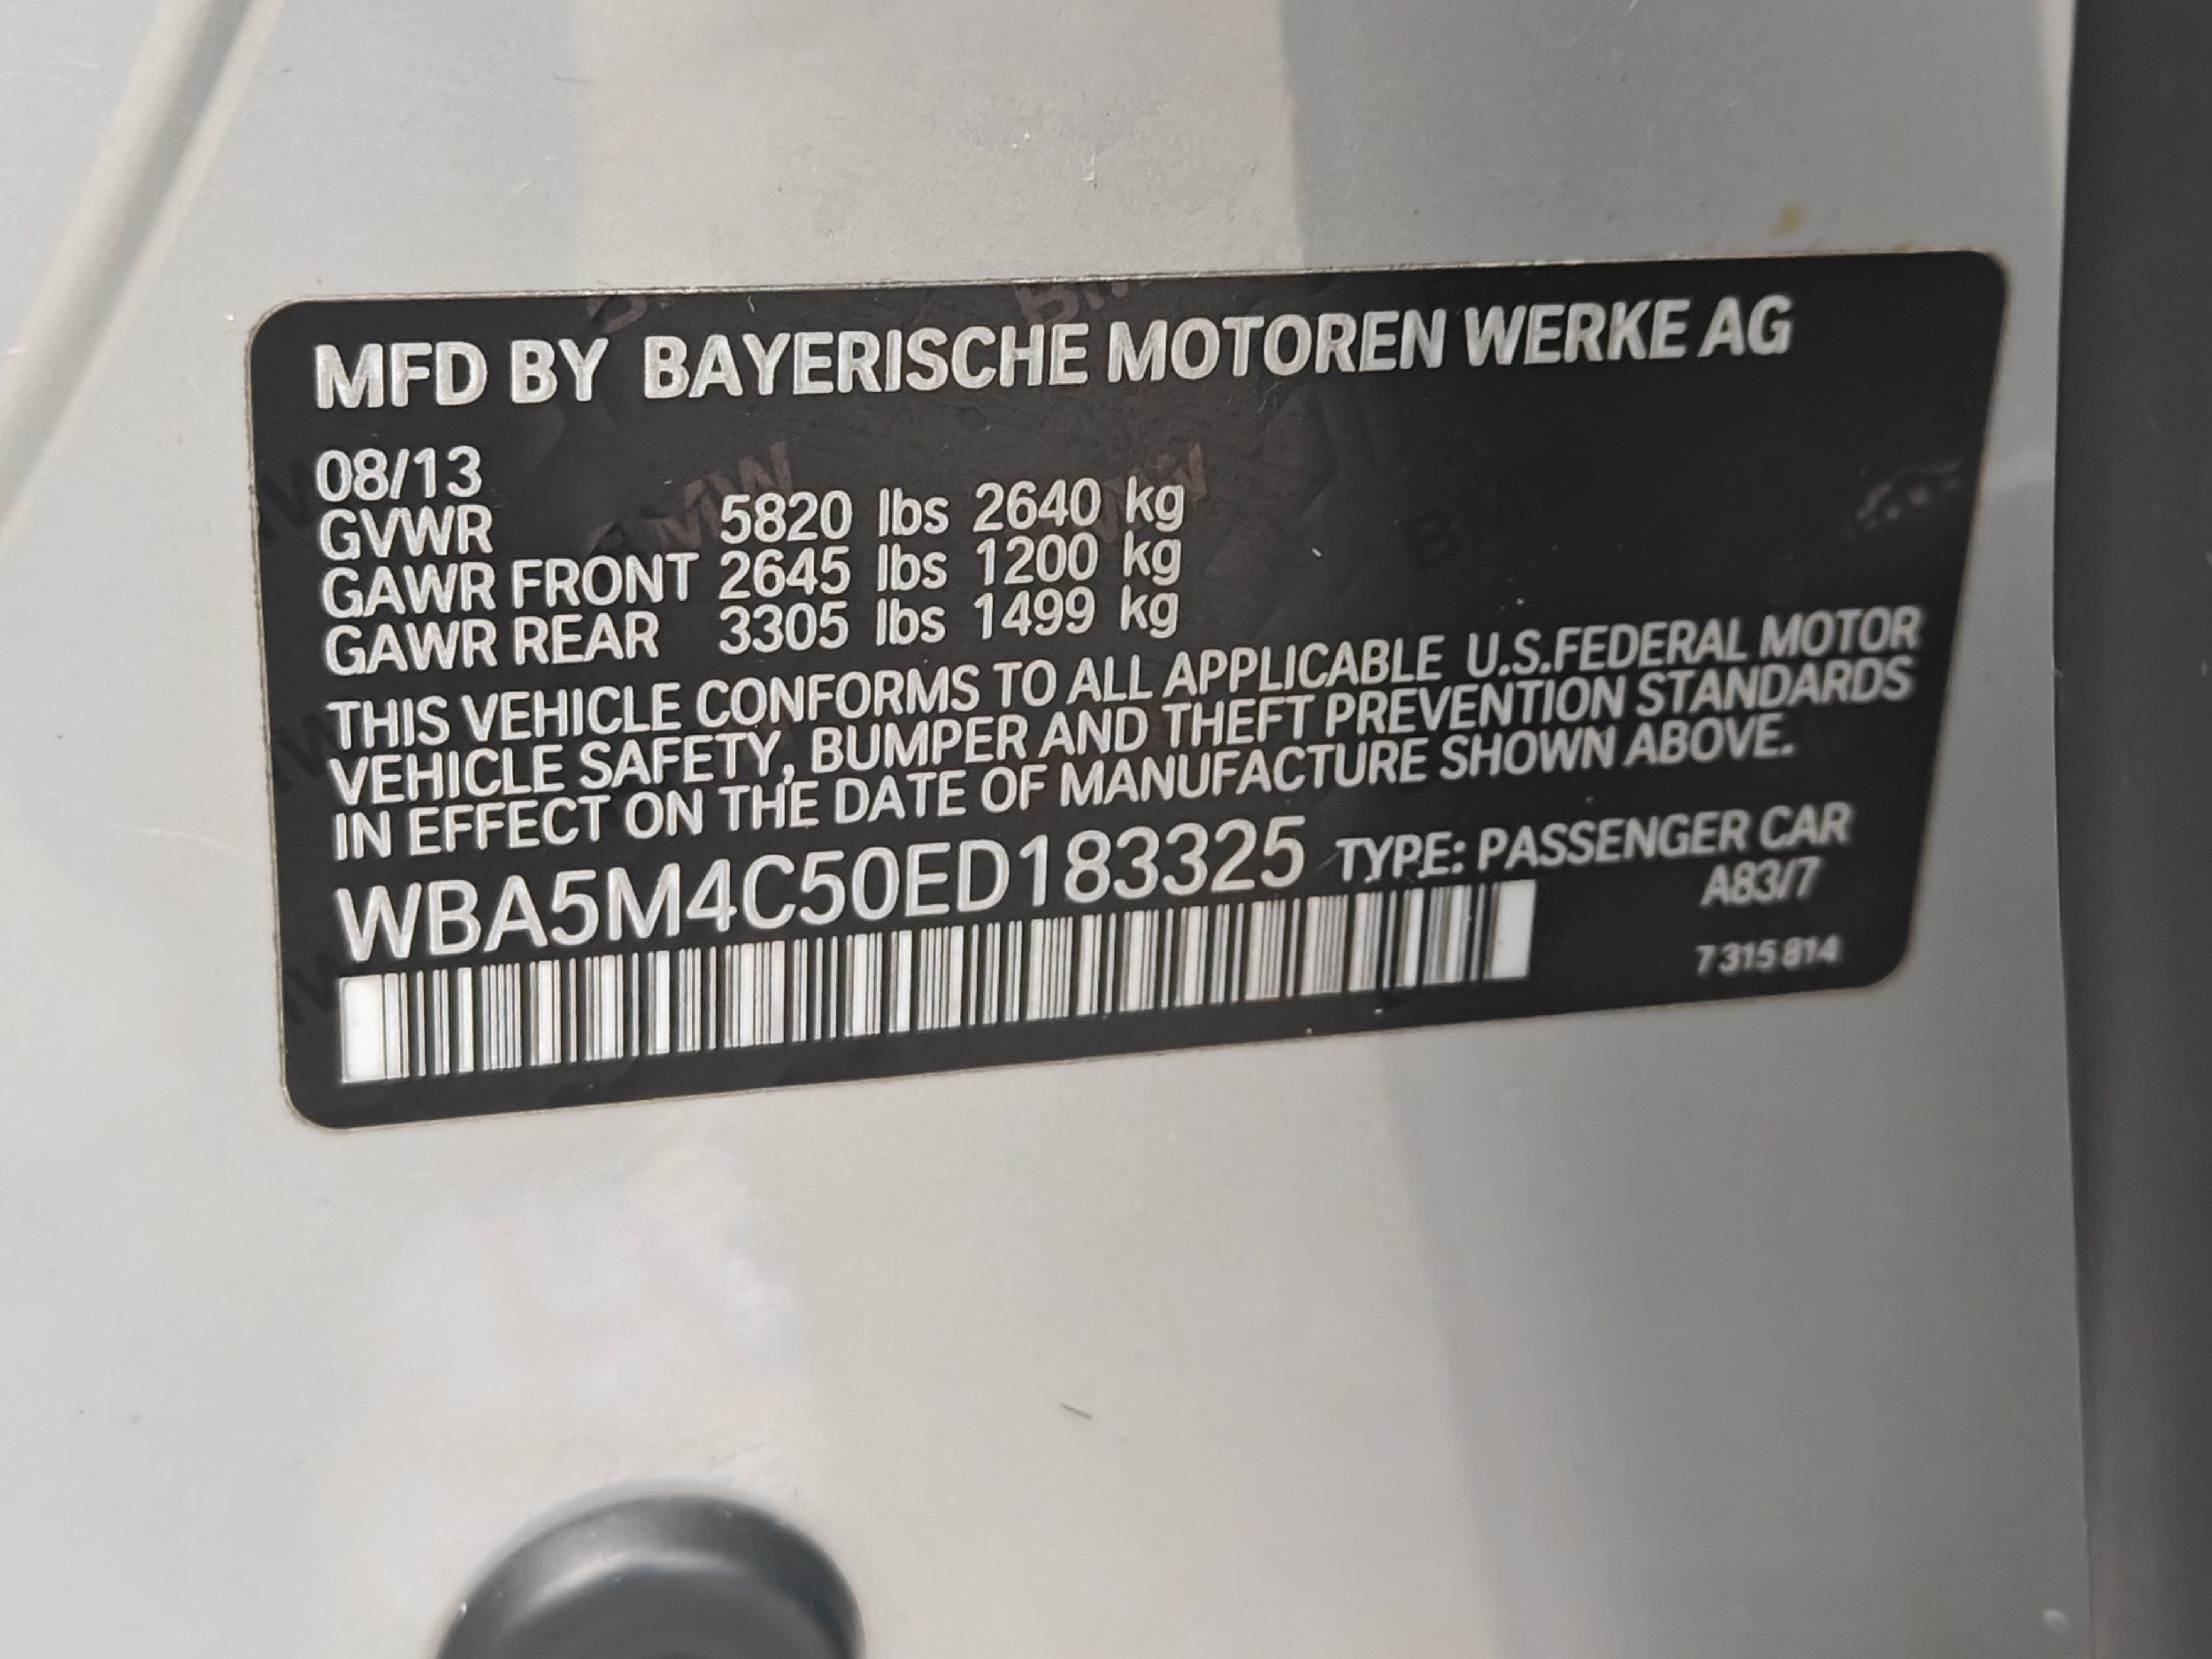 MFD BY BAYERISCHE MOTOREN WERKE AG
08/13
GVWR 5820 lbs 2640 kg
GAWR FRONT 2645 lbs 1200 kg
GAWR REAR 3305 lbs 1499 kg
THIS VEHICLE CONFORMS TO ALL APPLICABLE U.S.FEDERAL MOTOR
VEHICLE SAFETY, BUMPER AND THEFT PREVENTION STANDARDS
IN EFFECT ON THE DATE OF MANUFACTURE SHOWN ABOVE.
WBA5M4C50ED183325 TYPE: PASSENGER CAR
A83/7
7 315 814